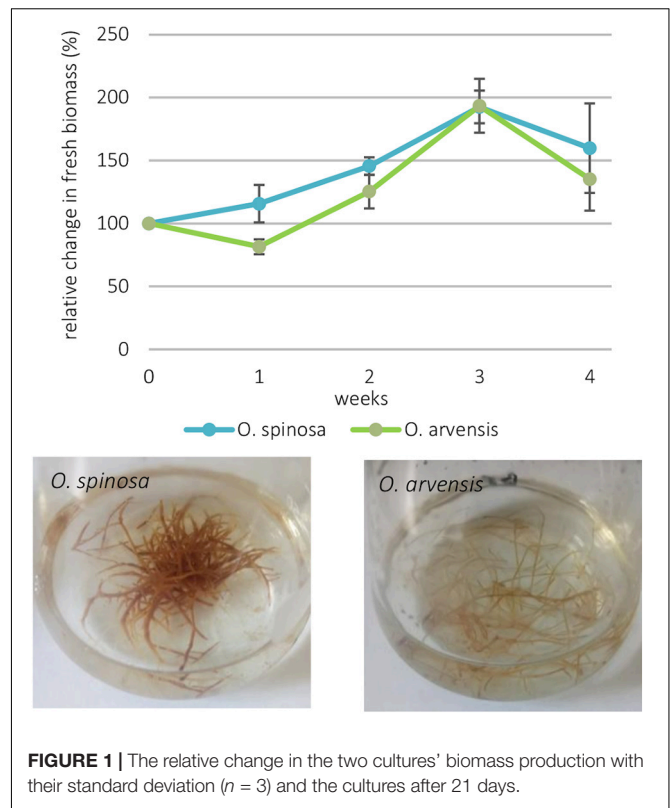 relative change in fresh biomass (%)
250
200
150
100
50
0
0 1 2 3 4
weeks
O. spinosa O. arvensis
O. spinosa
O. arvensis
FIGURE 1 | The relative change in the two cultures’ biomass production with
their standard deviation (n = 3) and the cultures after 21 days.